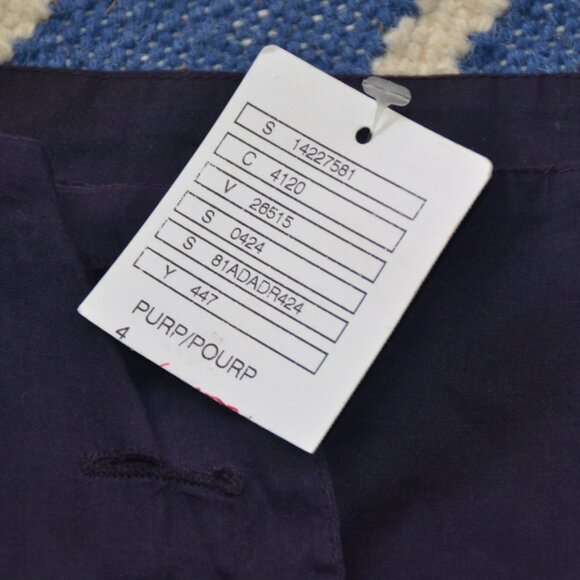 S 14227581
C 4120
V 26515
S 0424
S 81ADADR424
Y 447
PURP/POURP
4